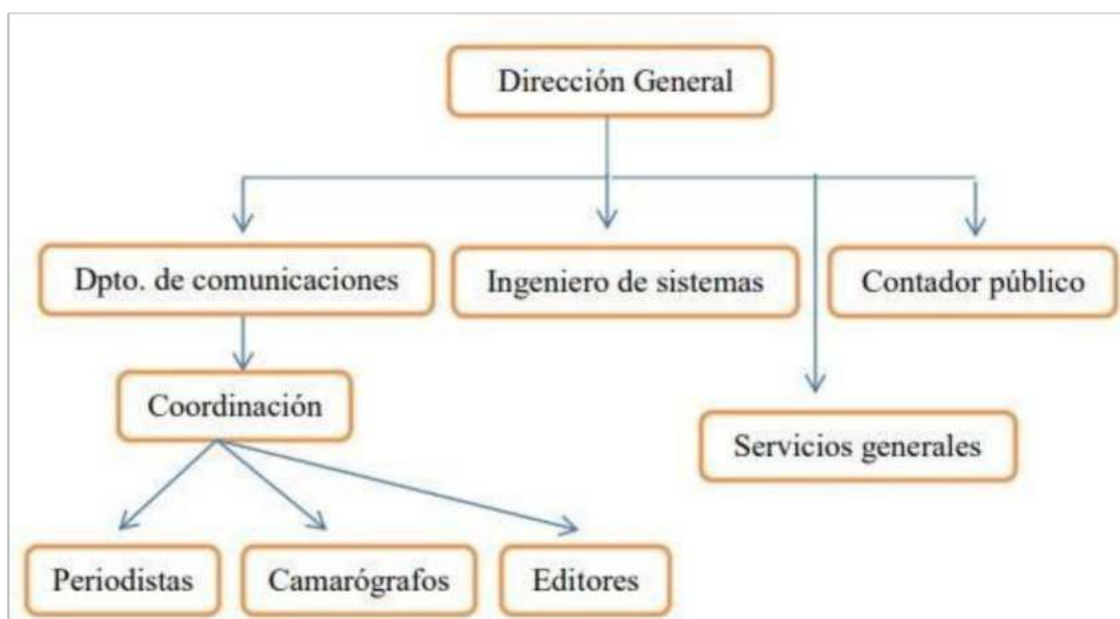 Dirección General
Dpto. de comunicaciones
Ingeniero de sistemas
Contador público
Coordinación
Servicios generales
Periodistas
Camarógrafos
Editores